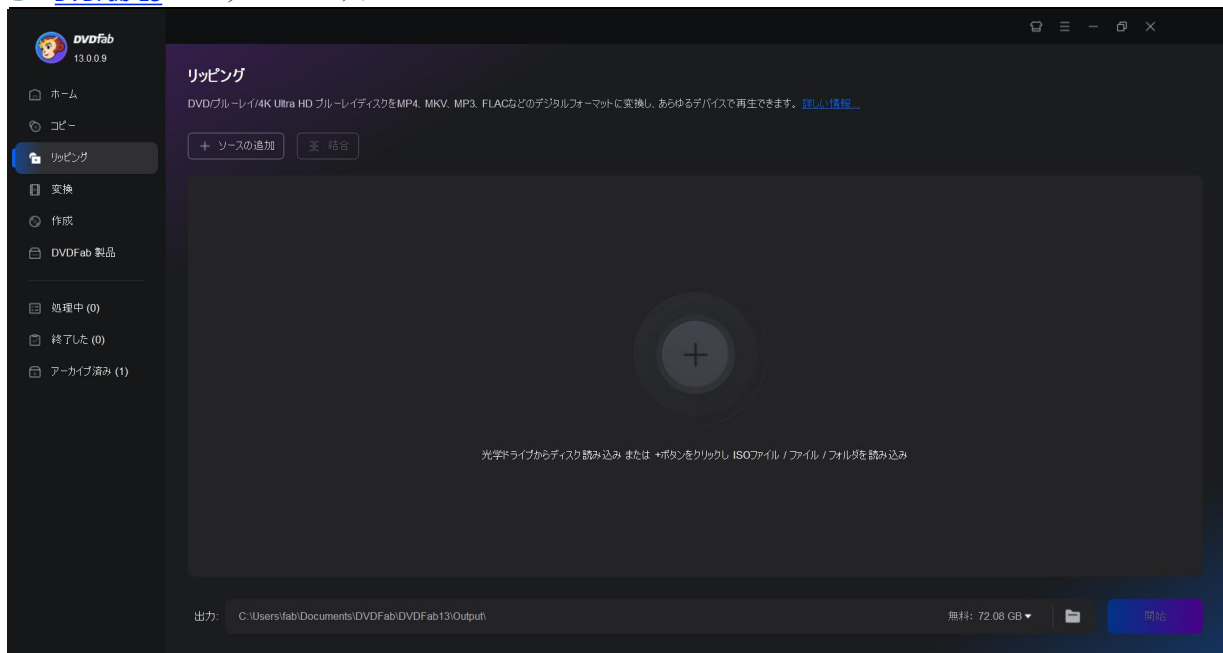 DVDFab
13.0.0.9
ホーム
コピー
リッピング
変換
作成
DVDFab 製品
処理中 (0)
終了した (0)
アーカイブ済み (1)
リッピング
DVD/ブルーレイ/4K Ultra HD ブルーレイディスクをMP4、MKV、MP3、FLACなどのデジタルフォーマットに変換し、あらゆるデバイスで再生できます。 詳しい情報...
ソースの追加 結合
光学ドライブからディスク読み込み または +ボタンをクリックし ISOファイル / ファイル / フォルダを読み込み
出力: C:\Users\fab\Documents\DVDFab\DVDFab13\Output\ 無料: 72.08 GB 開始